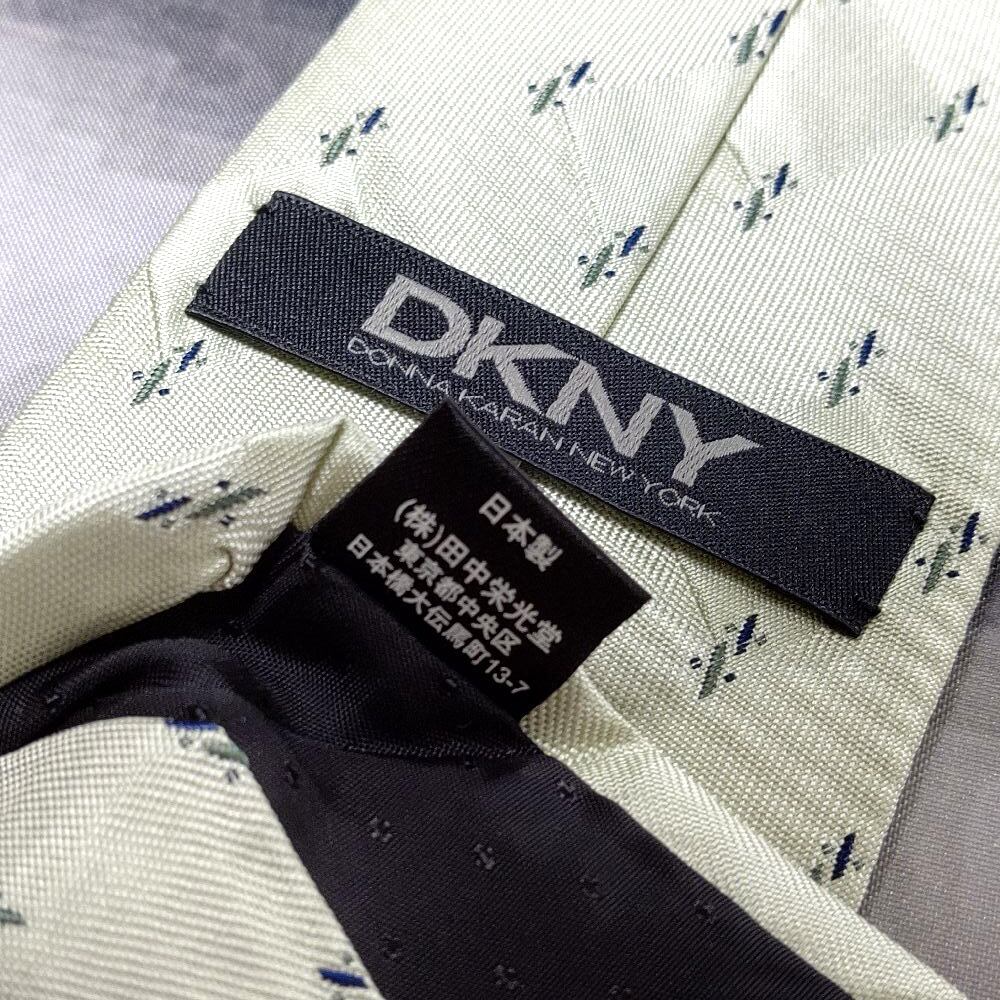 DKNY
DONNA KARAN NEW YORK
日本製
(株)田中栄光堂
東京都中央区
日本橋大伝馬町13-7